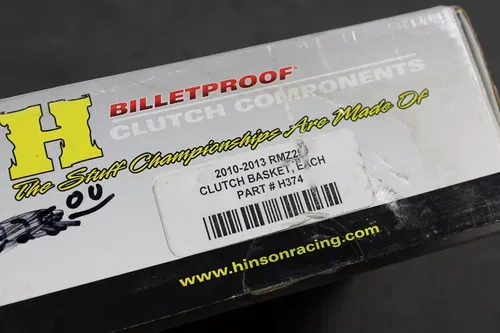 H
BILLETPROOF®
CLUTCH COMPONENTS
The Stuff Championships Are Made Of
2010-2013 RMZ2
CLUTCH BASKET, EACH
PART # H374
www.hinsonracing.com